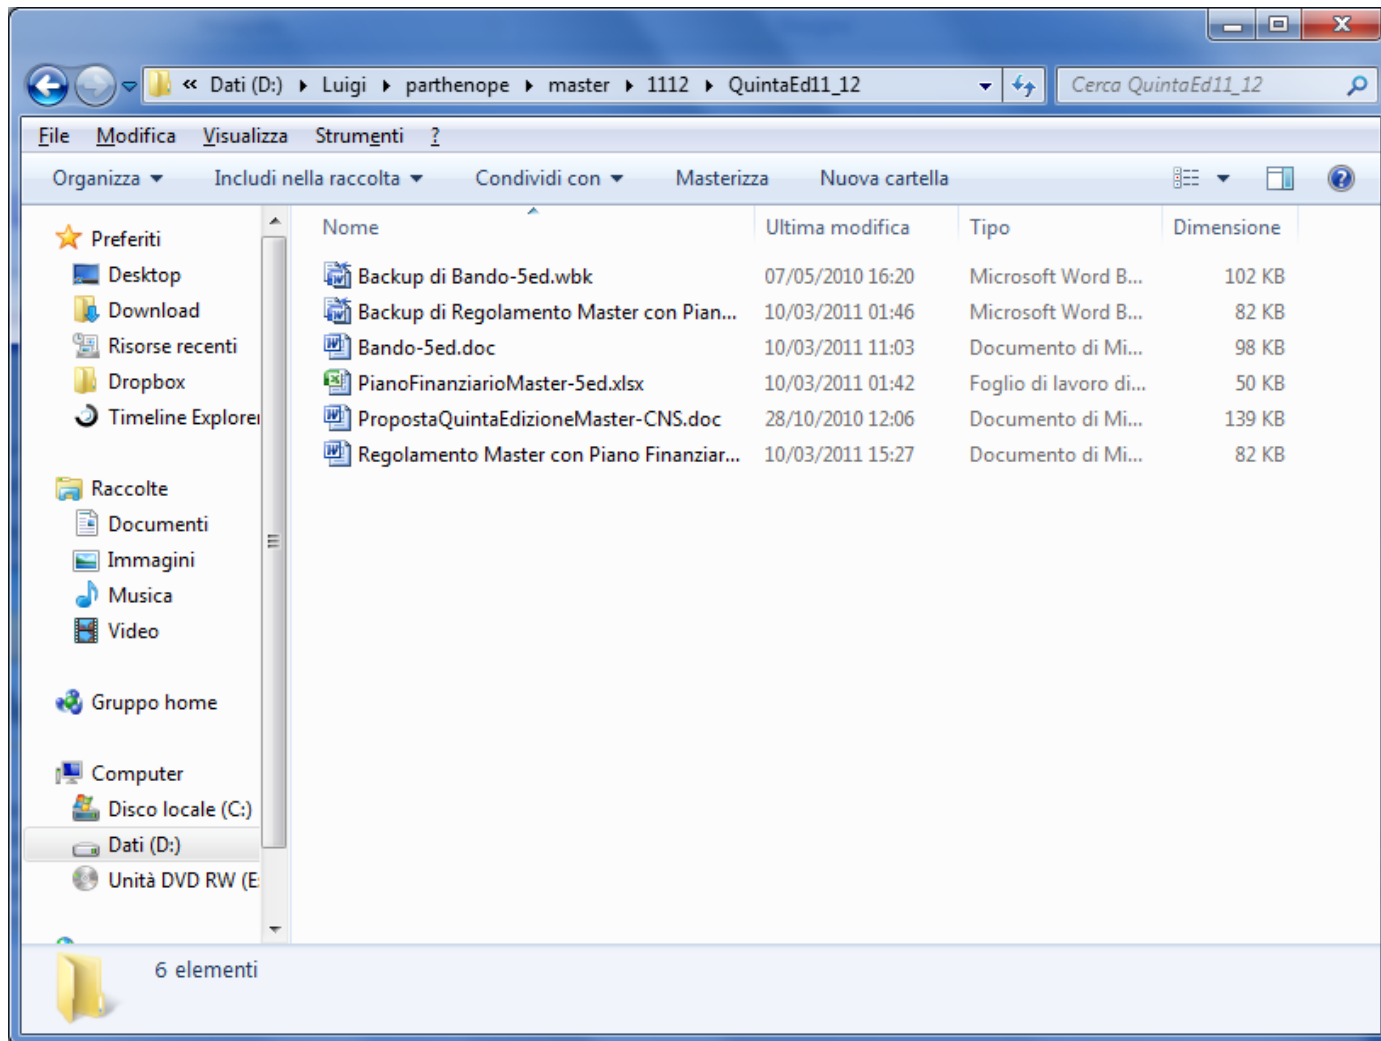 « Dati (D:) Luigi parthenope master 1112 QuintaEd11_12 Cerca QuintaEd11_12
File Modifica Visualizza Strumenti ?
Organizza Includi nella raccolta Condividi con Masterizza Nuova cartella
Preferiti
Desktop
Download
Risorse recenti
Dropbox
Timeline Explorer
Raccolte
Documenti
Immagini
Musica
Video
Gruppo home
Computer
Disco locale (C:)
Dati (D:)
Unità DVD RW (E:
Nome Ultima modifica Tipo Dimensione
Backup di Bando-5ed.wbk 07/05/2010 16:20 Microsoft Word B... 102 KB
Backup di Regolamento Master con Pian... 10/03/2011 01:46 Microsoft Word B... 82 KB
Bando-5ed.doc 10/03/2011 11:03 Documento di Mi... 98 KB
PianoFinanziarioMaster-5ed.xlsx 10/03/2011 01:42 Foglio di lavoro di... 50 KB
PropostaQuintaEdizioneMaster-CNS.doc 28/10/2010 12:06 Documento di Mi... 139 KB
Regolamento Master con Piano Finanziar... 10/03/2011 15:27 Documento di Mi... 82 KB
6 elementi